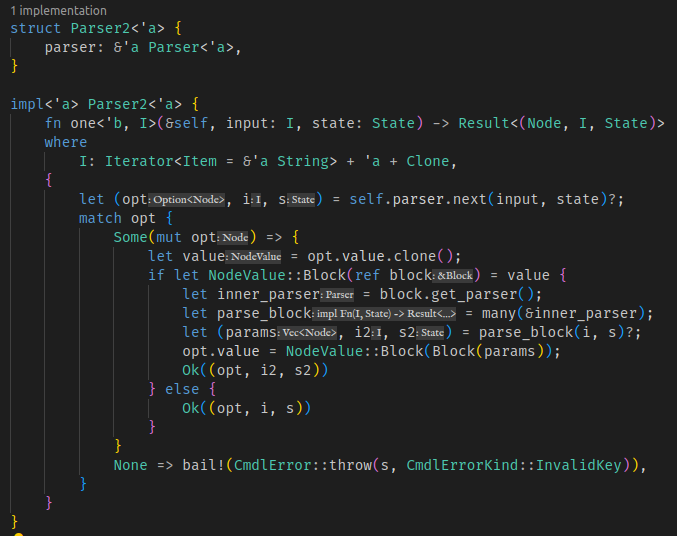 1 implementation
struct Parser2<'a> {
    parser: &'a Parser<'a>,
}

impl<'a> Parser2<'a> {
    fn one<'b, I>(&self, input: I, state: State) -> Result<(Node, I, State)>
    where
        I: Iterator<Item = &'a String> + 'a + Clone,
    {
        let (opt: Option<Node>, i: I, s: State) = self.parser.next(input, state)?;
        match opt {
            Some(mut opt: Node) => {
                let value: NodeValue = opt.value.clone();
                if let NodeValue::Block(ref block: &Block) = value {
                    let inner_parser: Parser = block.get_parser();
                    let parse_block: impl Fn(I, State) -> Result<...> = many(&inner_parser);
                    let (params: Vec<Node>, i2: I, s2: State) = parse_block(i, s)?;
                    opt.value = NodeValue::Block(Block(params));
                    Ok((opt, i2, s2))
                } else {
                    Ok((opt, i, s))
                }
            }
            None => bail!(CmdlError::throw(s, CmdlErrorKind::InvalidKey)),
        }
    }
}